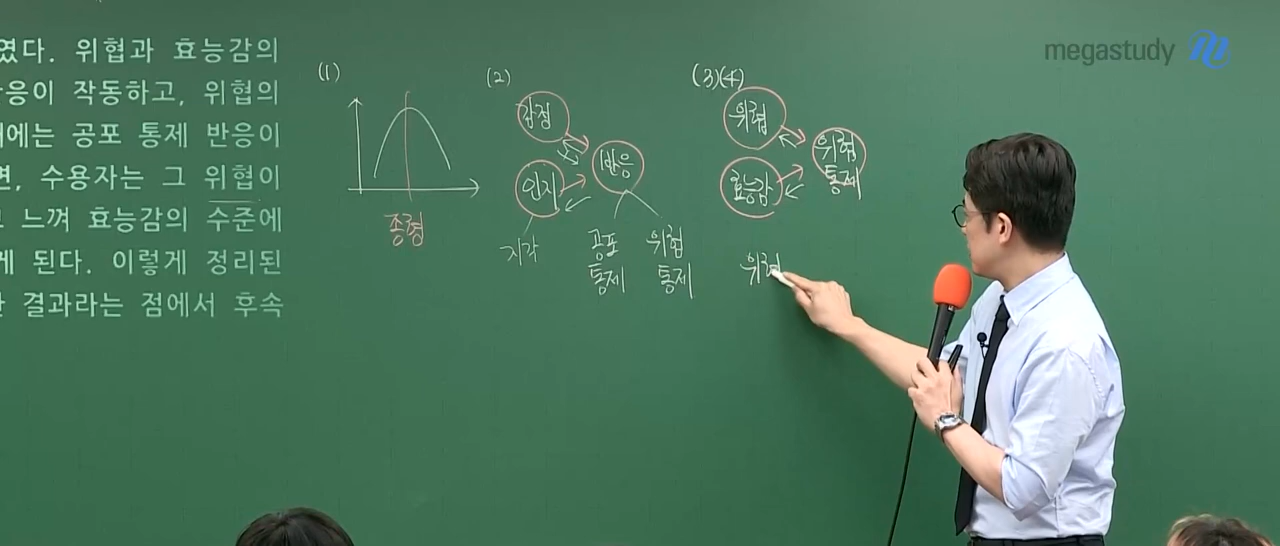 였다. 위협과 효능감의
응이 작동하고, 위협의
에는 공포 통제 반응이
면, 수용자는 그 위협이
느껴 효능감의 수준에
게 된다. 이렇게 정리된
결과라는 점에서 후속
(1)
종형
(2)
감정
인지
반응
지각
공포
통제
위협
통제
(3)(4)
위협
효능감
위협
통제
위협
megastudy